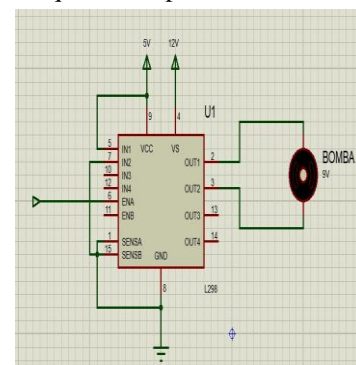 5V 12V
U1
9 4
5 IN1 VCC VS
7 IN2 OUT1 2
10 IN3
12 IN4 OUT2 3
6 ENA
11 ENB OUT3 13
1 SENSA OUT4 14
15 SENSB GND
8
L298
BOMBA
9V